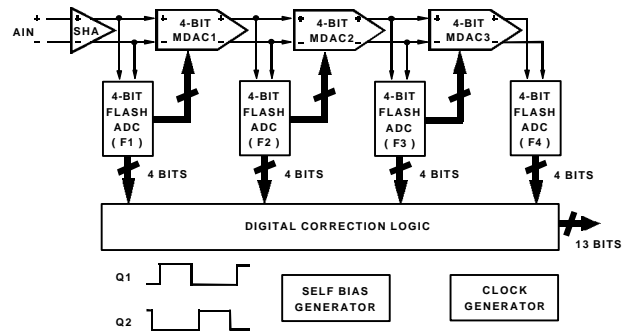 AIN
+ + SHA + + 4-BIT MDAC1 + + 4-BIT MDAC2 + + 4-BIT MDAC3 +
− − − − − − − −
4-BIT FLASH ADC ( F1 )
4-BIT FLASH ADC ( F2 )
4-BIT FLASH ADC ( F3 )
4-BIT FLASH ADC ( F4 )
4 BITS
4 BITS
4 BITS
4 BITS
DIGITAL CORRECTION LOGIC
13 BITS
Q1
Q2
SELF BIAS
GENERATOR
CLOCK
GENERATOR